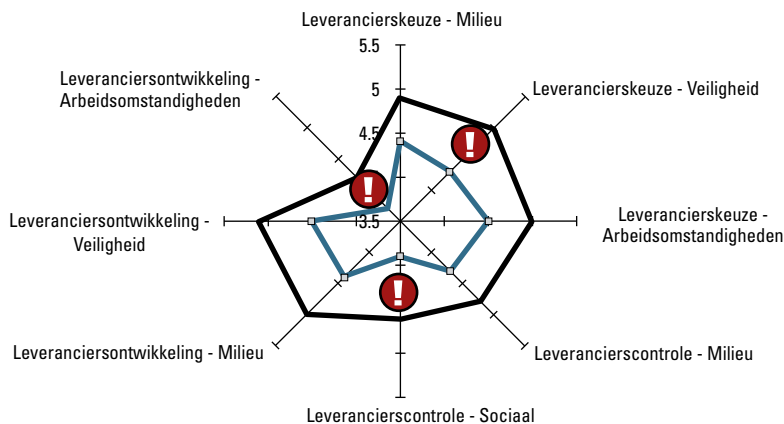 Leverancierskeuze - Milieu
5.5
5
4.5
3.5
Leverancierskeuze - Veiligheid
Leverancierskeuze -
Arbeidsomstandigheden
Leverancierscontrole - Milieu
Leverancierscontrole - Sociaal
Leveranciersontwikkeling - Milieu
Leveranciersontwikkeling -
Veiligheid
Leveranciersontwikkeling -
Arbeidsomstandigheden
!
!
!